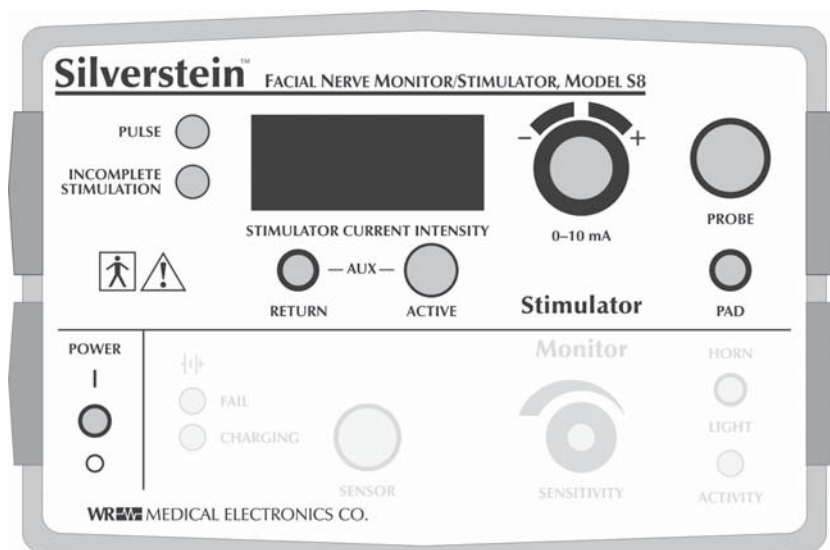 Silverstein™ FACIAL NERVE MONITOR/STIMULATOR, MODEL S8
PULSE
INCOMPLETE
STIMULATION
STIMULATOR CURRENT INTENSITY
– +
0–10 mA
PROBE
RETURN — AUX — ACTIVE
Stimulator
PAD
POWER
I
O
Monitor
HORN
FAIL
CHARGING
LIGHT
SENSOR
SENSITIVITY
ACTIVITY
WR MEDICAL ELECTRONICS CO.